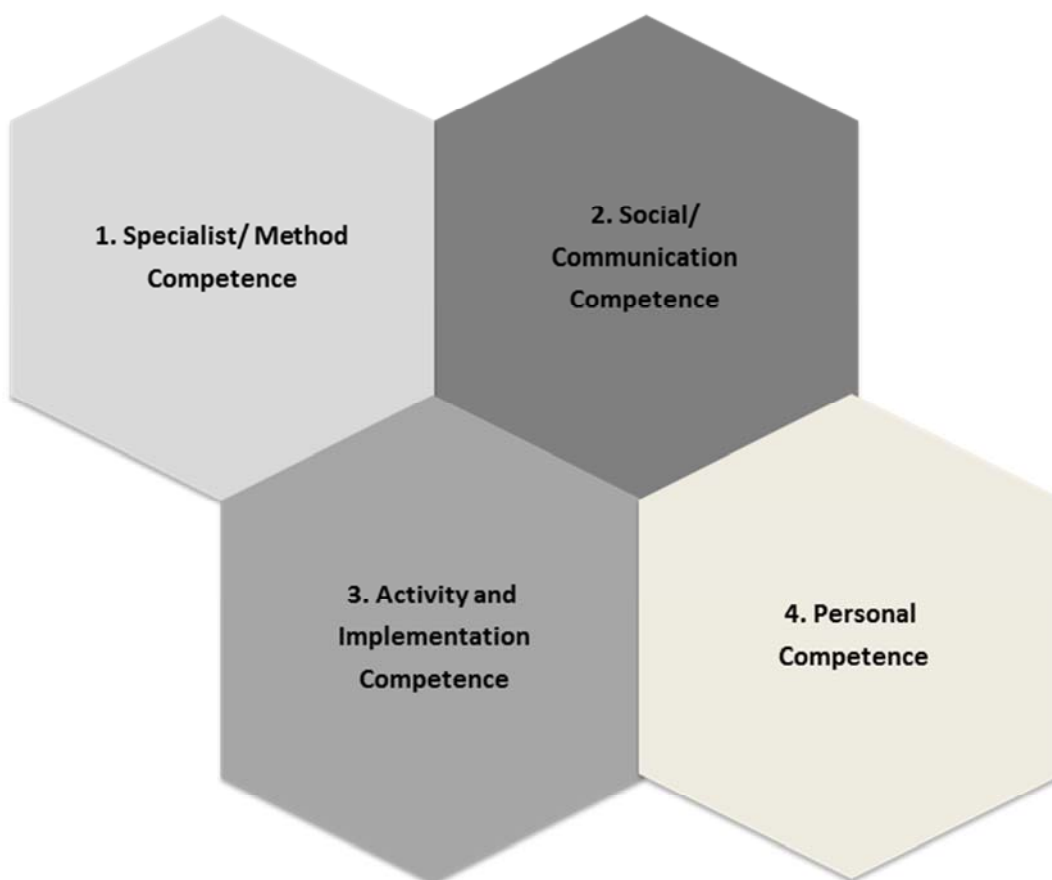 1. Specialist/ Method
Competence
2. Social/
Communication
Competence
3. Activity and
Implementation
Competence
4. Personal
Competence